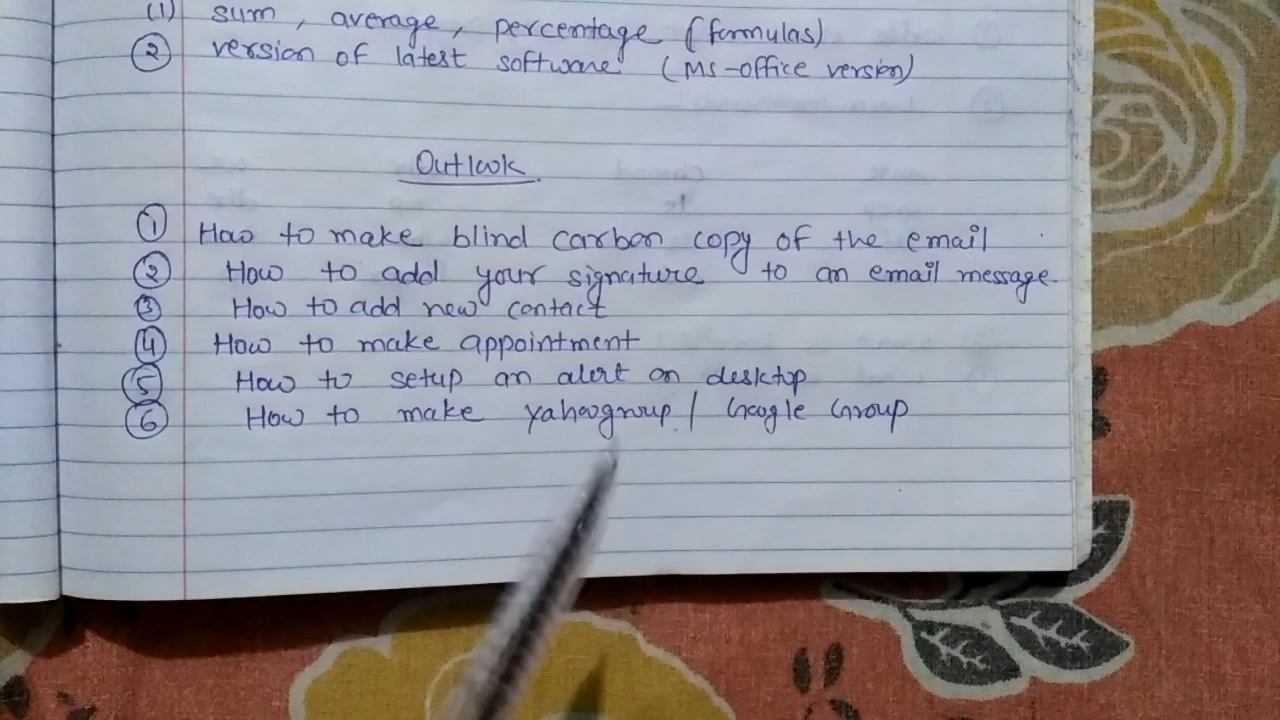 (1) sum, average, percentage (formulas)
(2) version of latest software (MS-office version)
Outlook
(1) How to make blind carbon copy of the email
(2) How to add your signature to an email message
(3) How to add new contact
(4) How to make appointment
(5) How to setup an alert on desktop
(6) How to make yahoogroup / Google Group